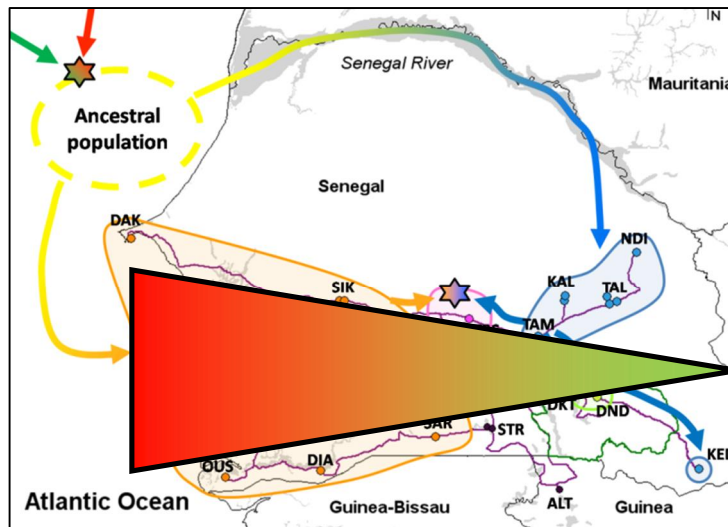 N
Senegal River
Mauritania
Ancestral
population
Senegal
DAK
NDI
SIK
KAL
TAL
TAM
DKT
DND
SAR
STR
OUS
DIA
KED
Atlantic Ocean
Guinea-Bissau
ALT
Guinea